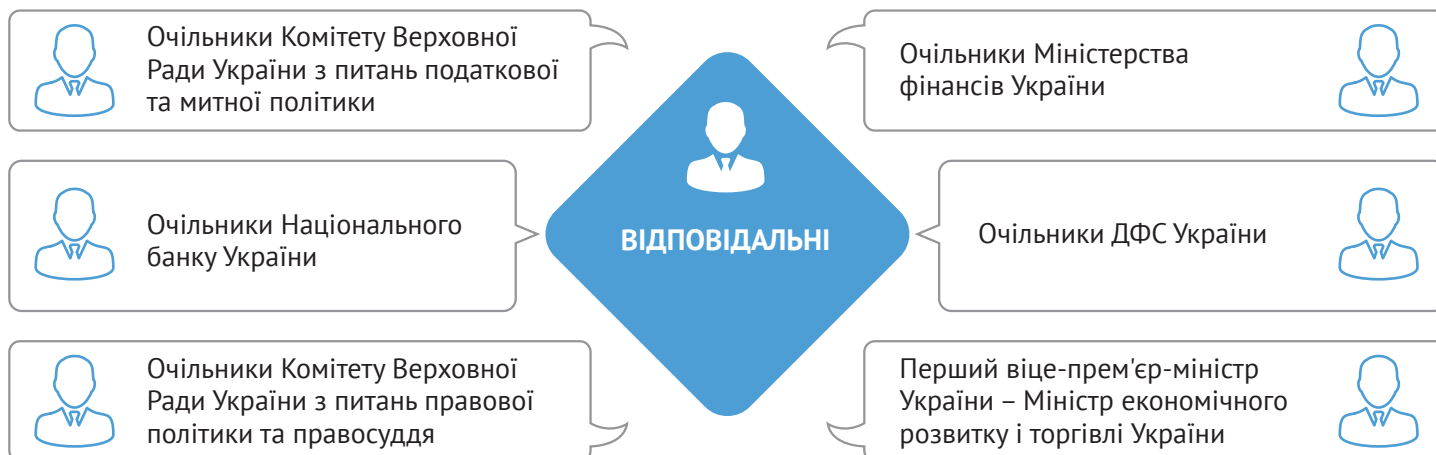 Очільники Комітету Верховної
Ради України з питань податкової
та митної політики
Очільники Міністерства
фінансів України
Очільники Національного
банку України
ВІДПОВІДАЛЬНІ
Очільники ДФС України
Очільники Комітету Верховної
Ради України з питань правової
політики та правосуддя
Перший віце-прем'єр-міністр
України – Міністр економічного
розвитку і торгівлі України